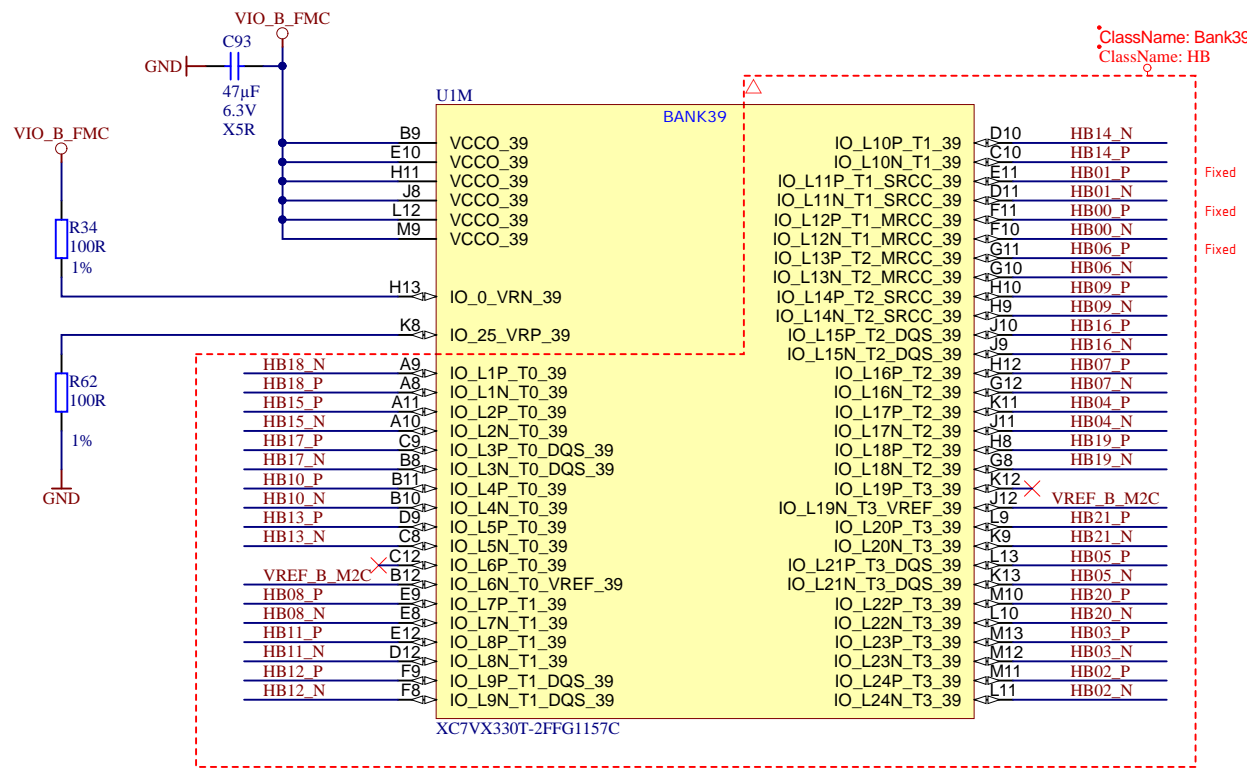 VIO_B_FMC
C93
GND
47µF
6.3V
X5R
ClassName: Bank39
ClassName: HB
VIO_B_FMC
R34
100R
1%
R62
100R
1%
GND
U1M
BANK39
B9 VCCO_39
E10 VCCO_39
H11 VCCO_39
J8 VCCO_39
L12 VCCO_39
M9 VCCO_39
H13 IO_0_VRN_39
K8 IO_25_VRP_39
HB18_N A9 IO_L1P_T0_39
HB18_P A8 IO_L1N_T0_39
HB15_P A11 IO_L2P_T0_39
HB15_N A10 IO_L2N_T0_39
HB17_P C9 IO_L3P_T0_DQS_39
HB17_N B8 IO_L3N_T0_DQS_39
HB10_P B11 IO_L4P_T0_39
HB10_N B10 IO_L4N_T0_39
HB13_P D9 IO_L5P_T0_39
HB13_N C8 IO_L5N_T0_39
C12 IO_L6P_T0_39
VREF_B_M2C B12 IO_L6N_T0_VREF_39
HB08_P E9 IO_L7P_T1_39
HB08_N E8 IO_L7N_T1_39
HB11_P E12 IO_L8P_T1_39
HB11_N D12 IO_L8N_T1_39
HB12_P F9 IO_L9P_T1_DQS_39
HB12_N F8 IO_L9N_T1_DQS_39
IO_L10P_T1_39 D10 HB14_N
IO_L10N_T1_39 C10 HB14_P
IO_L11P_T1_SRCC_39 E11 HB01_P Fixed
IO_L11N_T1_SRCC_39 D11 HB01_N
IO_L12P_T1_MRCC_39 F11 HB00_P Fixed
IO_L12N_T1_MRCC_39 F10 HB00_N
IO_L13P_T2_MRCC_39 G11 HB06_P Fixed
IO_L13N_T2_MRCC_39 G10 HB06_N
IO_L14P_T2_SRCC_39 H10 HB09_P
IO_L14N_T2_SRCC_39 H9 HB09_N
IO_L15P_T2_DQS_39 J10 HB16_P
IO_L15N_T2_DQS_39 J9 HB16_N
IO_L16P_T2_39 H12 HB07_P
IO_L16N_T2_39 G12 HB07_N
IO_L17P_T2_39 K11 HB04_P
IO_L17N_T2_39 J11 HB04_N
IO_L18P_T2_39 H8 HB19_P
IO_L18N_T2_39 G8 HB19_N
IO_L19P_T3_39 K12
IO_L19N_T3_VREF_39 J12 VREF_B_M2C
IO_L20P_T3_39 L9 HB21_P
IO_L20N_T3_39 K9 HB21_N
IO_L21P_T3_DQS_39 L13 HB05_P
IO_L21N_T3_DQS_39 K13 HB05_N
IO_L22P_T3_39 M10 HB20_P
IO_L22N_T3_39 L10 HB20_N
IO_L23P_T3_39 M13 HB03_P
IO_L23N_T3_39 M12 HB03_N
IO_L24P_T3_39 M11 HB02_P
IO_L24N_T3_39 L11 HB02_N
XC7VX330T-2FFG1157C